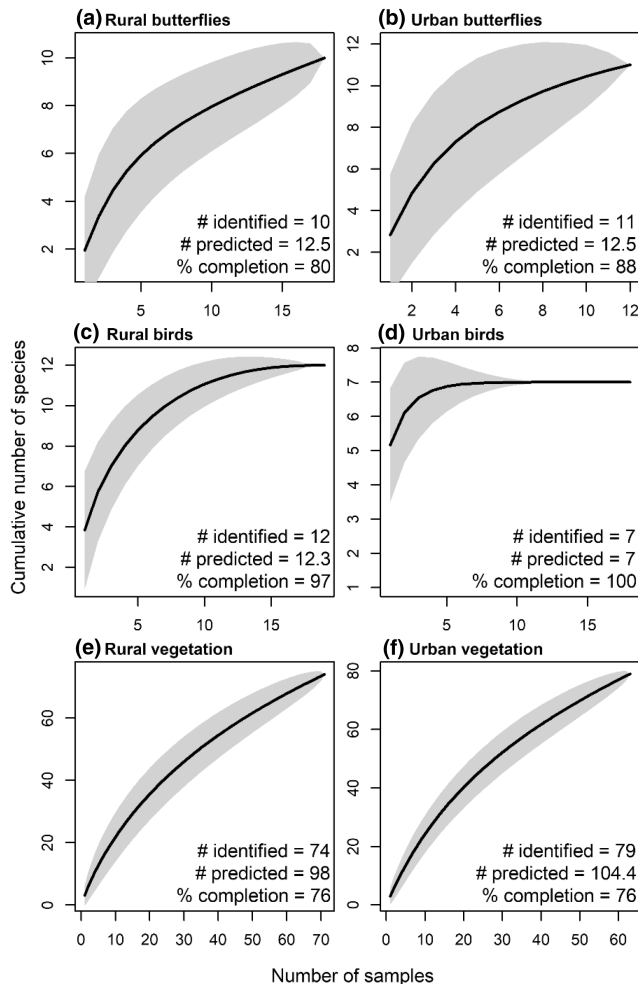 (a) Rural butterflies
10
8
6
4
2
# identified = 10
# predicted = 12.5
% completion = 80
5 10 15
(b) Urban butterflies
12
10
8
6
4
2
# identified = 11
# predicted = 12.5
% completion = 88
2 4 6 8 10 12
Cumulative number of species
(c) Rural birds
12
10
8
6
4
2
# identified = 12
# predicted = 12.3
% completion = 97
5 10 15
(d) Urban birds
8
7
6
5
4
3
2
1
# identified = 7
# predicted = 7
% completion = 100
5 10 15
(e) Rural vegetation
60
40
20
0
# identified = 74
# predicted = 98
% completion = 76
0 10 20 30 40 50 60 70
(f) Urban vegetation
80
60
40
20
0
# identified = 79
# predicted = 104.4
% completion = 76
0 10 20 30 40 50 60
Number of samples